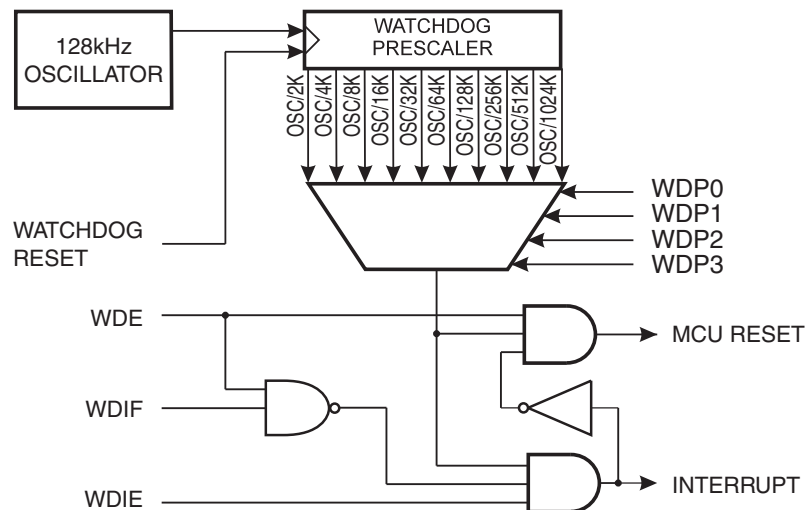 128kHz
OSCILLATOR
WATCHDOG
PRESCALER
OSC/2K
OSC/4K
OSC/8K
OSC/16K
OSC/32K
OSC/64K
OSC/128K
OSC/256K
OSC/512K
OSC/1024K
WATCHDOG
RESET
WDP0
WDP1
WDP2
WDP3
WDE
MCU RESET
WDIF
WDIE
INTERRUPT